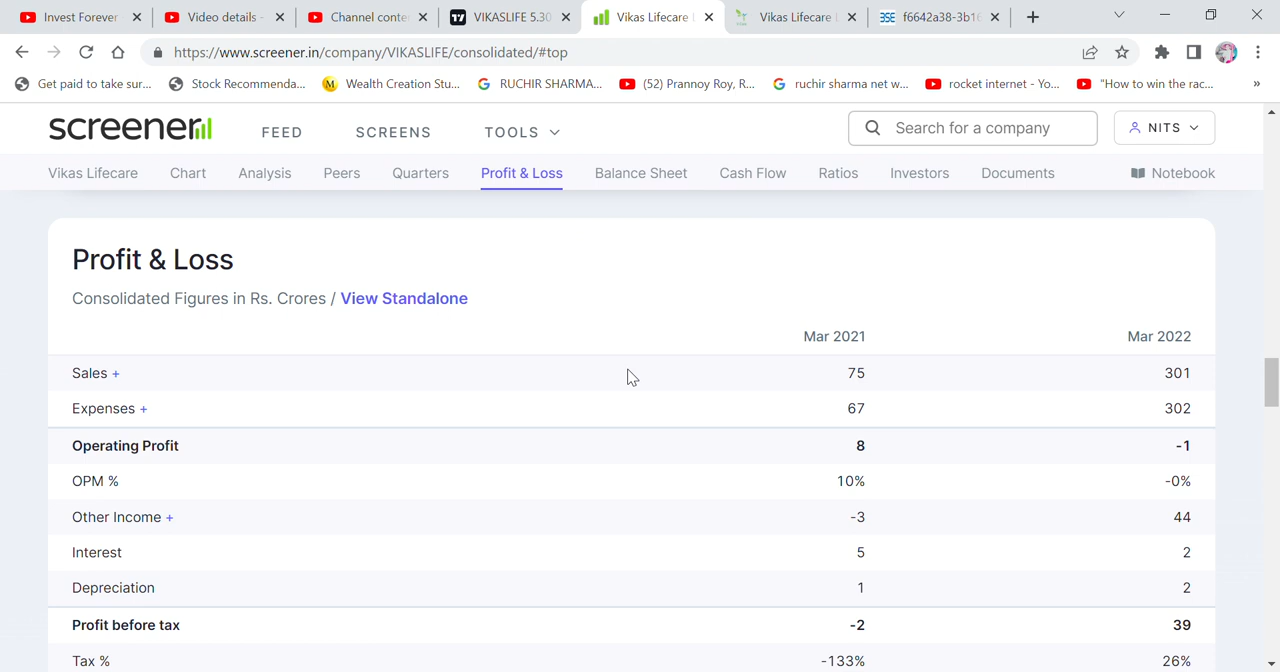 Invest Forever
Video details -
Channel conte
VIKASLIFE 5.30
Vikas Lifecare
Vikas Lifecare
BSE f6642a38-3b16
https://www.screener.in/company/VIKASLIFE/consolidated/#top
Get paid to take sur...
Stock Recommenda...
M Wealth Creation Stu...
G RUCHIR SHARMA...
(52) Prannoy Roy, R...
G ruchir sharma net w...
rocket internet - Yo...
"How to win the rac...
»
screener
FEED
SCREENS
TOOLS
Search for a company
NITS
Vikas Lifecare
Chart
Analysis
Peers
Quarters
Profit & Loss
Balance Sheet
Cash Flow
Ratios
Investors
Documents
Notebook
Profit & Loss
Consolidated Figures in Rs. Crores / View Standalone
Mar 2021 Mar 2022
Sales + 75 301
Expenses + 67 302
Operating Profit 8 -1
OPM % 10% -0%
Other Income + -3 44
Interest 5 2
Depreciation 1 2
Profit before tax -2 39
Tax % -133% 26%